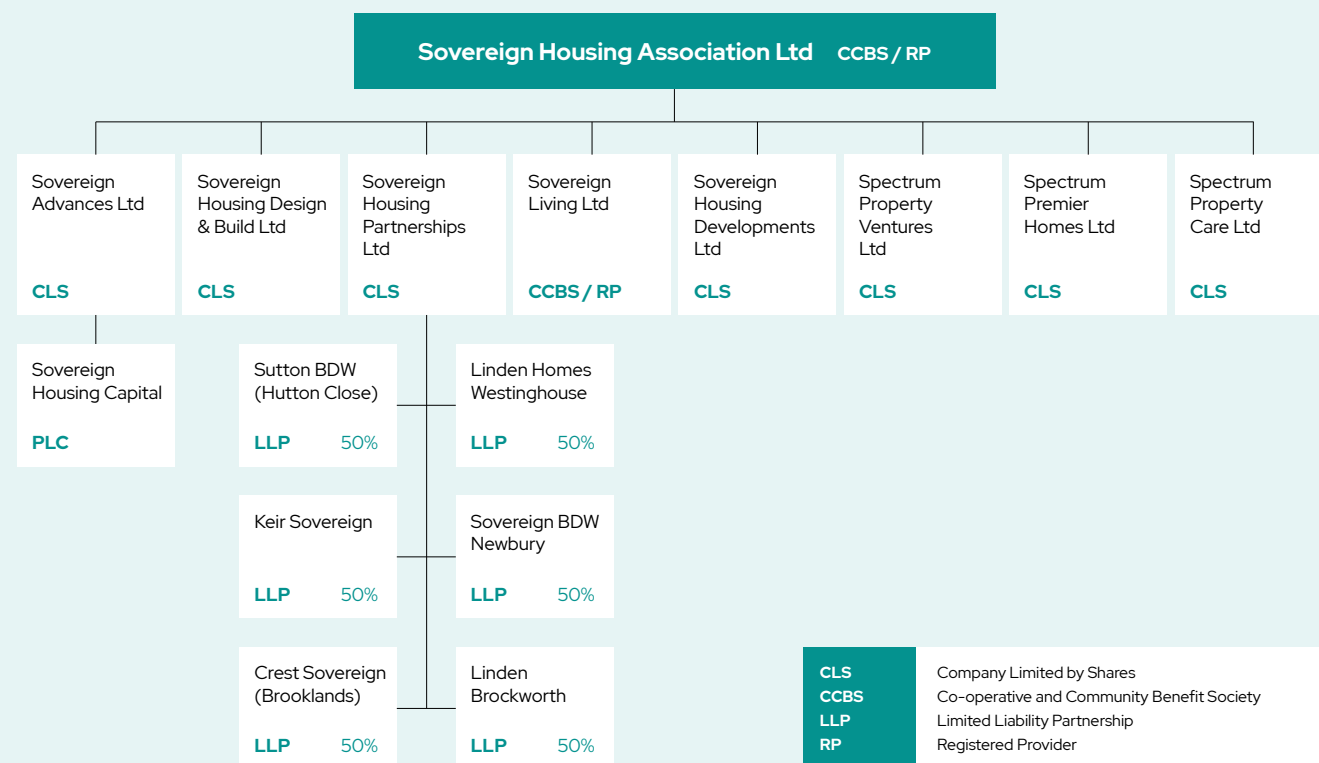 Sovereign Housing Association Ltd CCBS / RP
Sovereign
Advances Ltd
CLS
Sovereign
Housing Design
& Build Ltd
CLS
Sovereign
Housing
Partnerships
Ltd
CLS
Sovereign
Living Ltd
CCBS / RP
Sovereign
Housing
Developments
Ltd
CLS
Spectrum
Property
Ventures
Ltd
CLS
Spectrum
Premier
Homes Ltd
CLS
Spectrum
Property
Care Ltd
CLS
Sovereign
Housing Capital
PLC
Sutton BDW
(Hutton Close)
LLP 50%
Linden Homes
Westinghouse
LLP 50%
Keir Sovereign
LLP 50%
Sovereign BDW
Newbury
LLP 50%
Crest Sovereign
(Brooklands)
LLP 50%
Linden
Brockworth
LLP 50%
CLS Company Limited by Shares
CCBS Co-operative and Community Benefit Society
LLP Limited Liability Partnership
RP Registered Provider